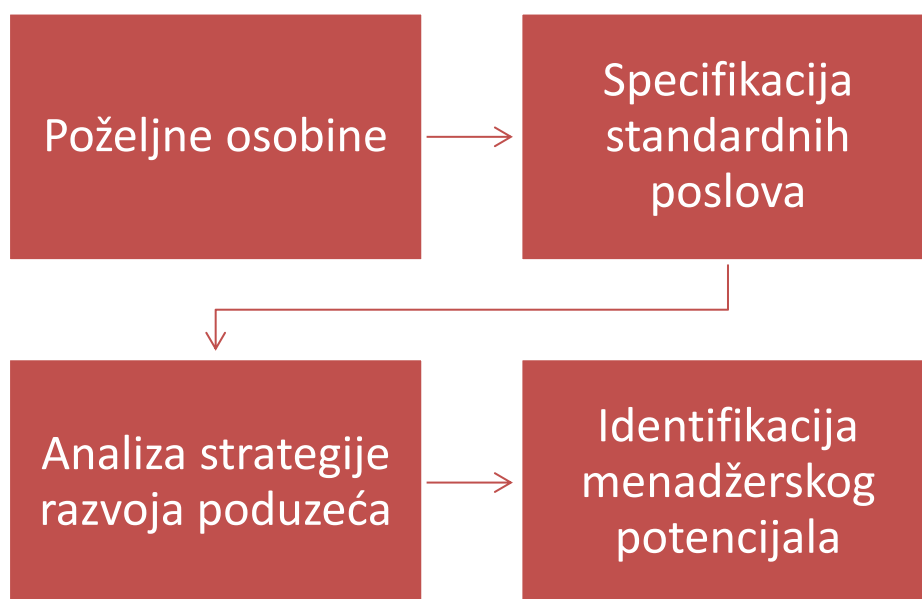 Poželjne osobine
Specifikacija
standardnih
poslova
Analiza strategije
razvoja poduzeća
Identifikacija
menadžerskog
potencijala